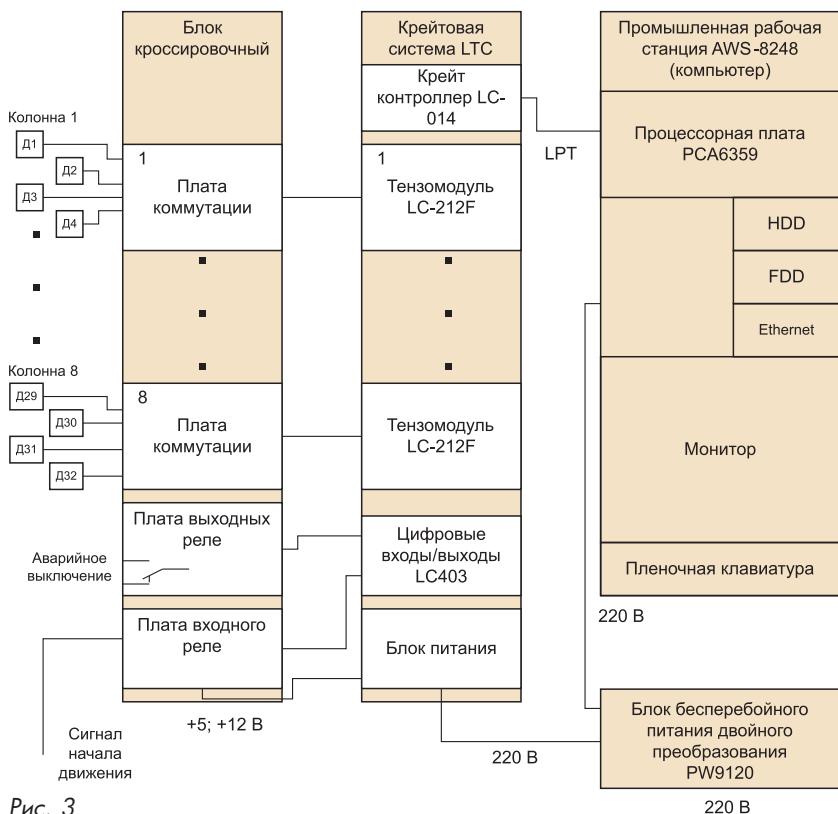 Блок
кроссировочный
Крейтовая
система LTC
Промышленная рабочая
станция AWS-8248
(компьютер)
Крейт
контроллер LC-
014
Колонна 1
Д1
Д2
Д3
Д4
1
Плата
коммутации
1
Тензомодуль
LC-212F
LPT
Процессорная плата
PCA6359
HDD
FDD
Ethernet
Колонна 8
Д29
Д30
Д31
Д32
8
Плата
коммутации
Тензомодуль
LC-212F
Монитор
Плата выходных
реле
Аварийное
выключение
Цифровые
входы/выходы
LC403
Пленочная клавиатура
220 В
Плата входного
реле
Блок питания
Сигнал
начала
движения
+5; +12 В
220 В
Блок бесперебойного
питания двойного
преобразования
PW9120
220 В
Рис. 3